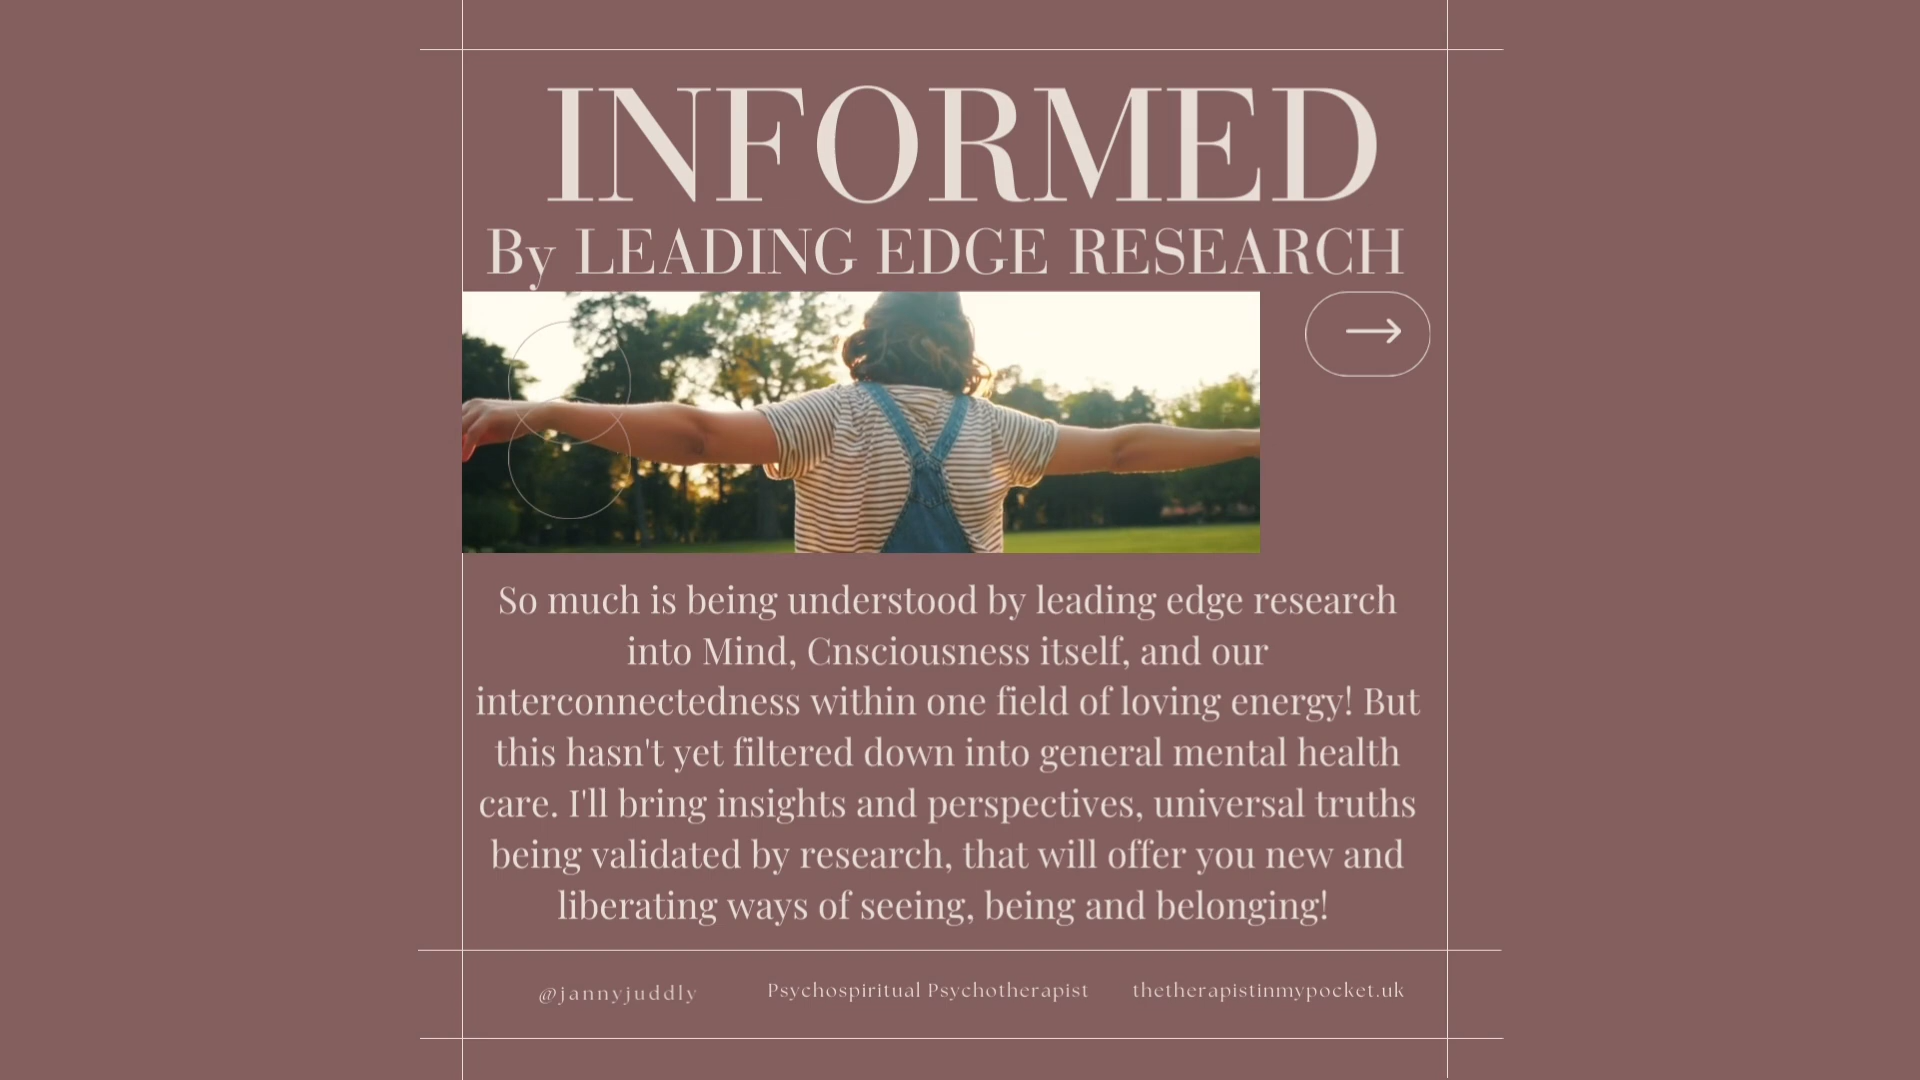 INFORMED
By LEADING EDGE RESEARCH
So much is being understood by leading edge research
into Mind, Cnsciousness itself, and our
interconnectedness within one field of loving energy! But
this hasn't yet filtered down into general mental health
care. I'll bring insights and perspectives, universal truths
being validated by research, that will offer you new and
liberating ways of seeing, being and belonging!
@jannyjuddly
Psychospiritual Psychotherapist
thetherapistinmypocket.uk